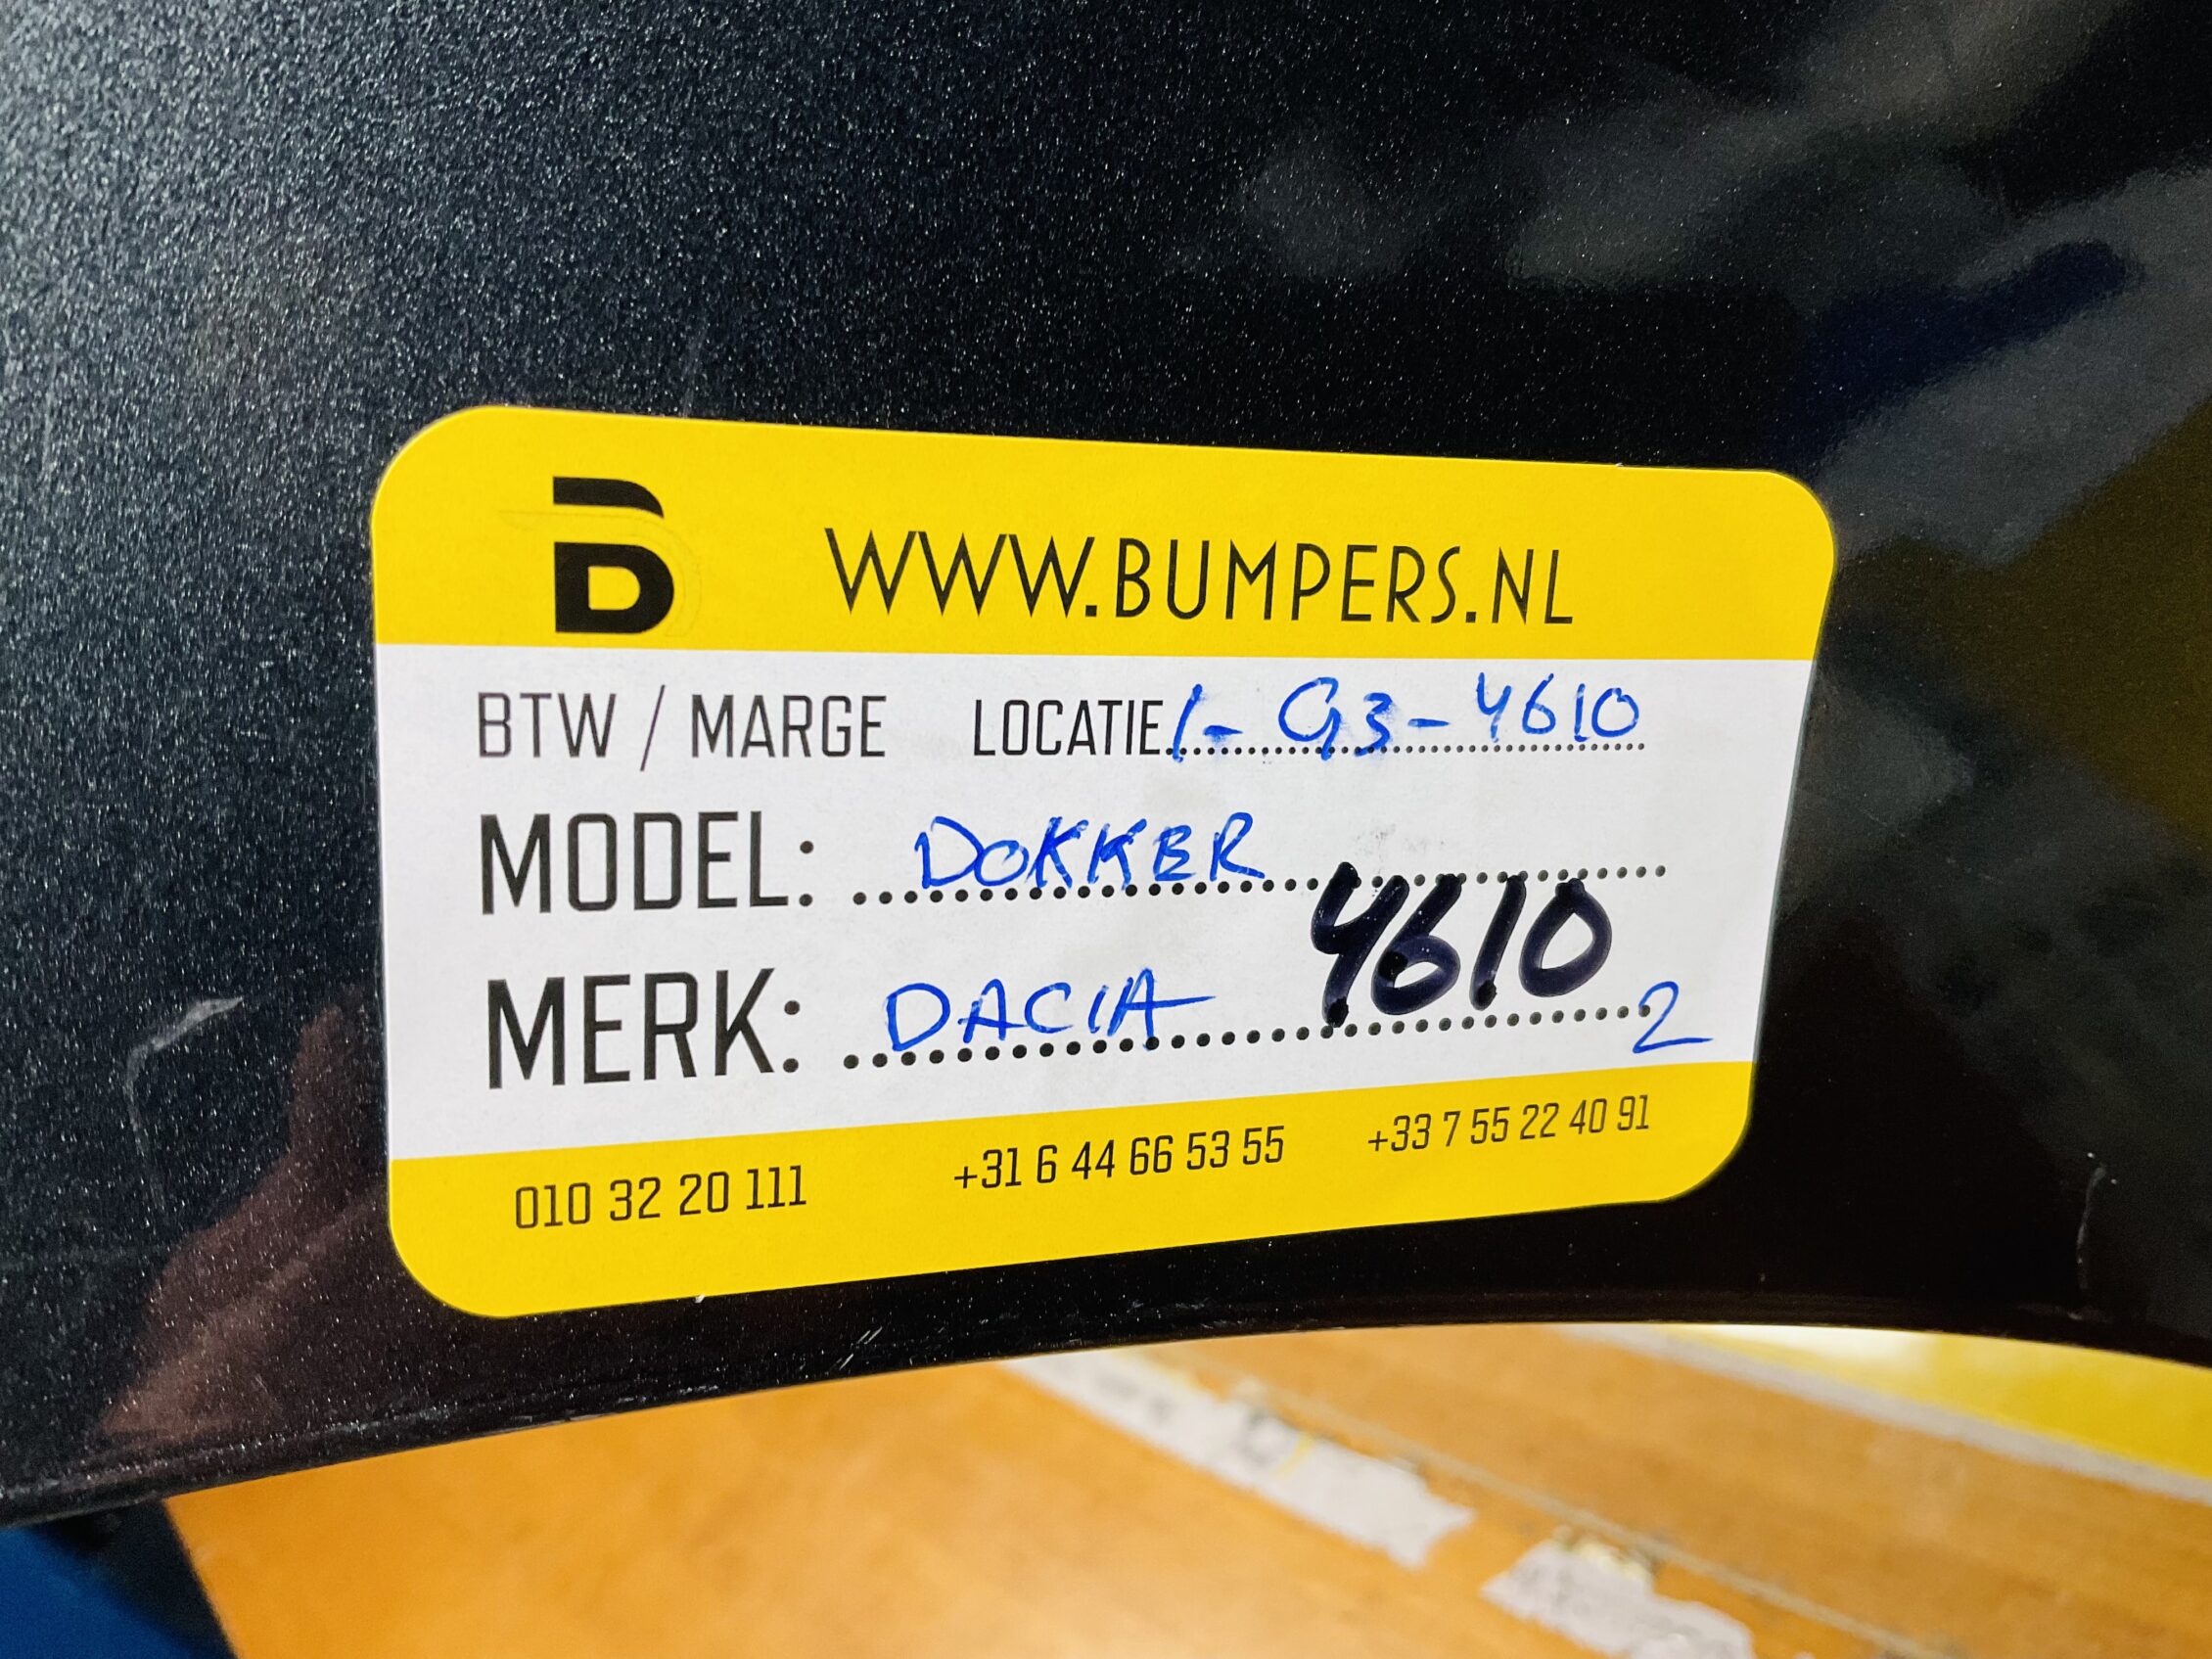 WWW.BUMPERS.NL
BTW / MARGE LOCATIE 1- G3-4610
MODEL: DOKKER
4610
MERK: DACIA 2
010 32 20 111 +31 6 44 66 53 55 +33 7 55 22 40 91